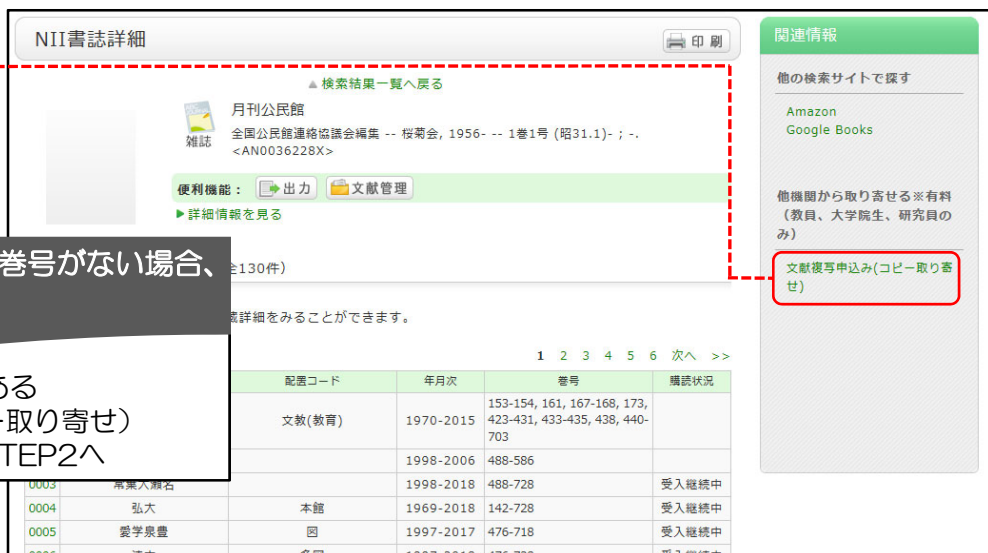 NII書誌詳細
印 刷
▲検索結果一覧へ戻る
雑誌
月刊公民館
全国公民館連絡協議会編集 -- 桜菊会, 1956- -- 1巻1号 (昭31.1)- ; -.
<AN0036228X>
便利機能：
出力
文献管理
▶詳細情報を見る
巻号がない場合、
全130件）
詳細をみることができます。
ある
取り寄せ）
TEP2へ
1 2 3 4 5 6 次へ >>
配置コード 年月次 巻号 購読状況
文教(教育) 1970-2015 153-154, 161, 167-168, 173,
423-431, 433-435, 438, 440-
703
1998-2006 488-586
0003 常葉大瀬名 1998-2018 488-728 受入継続中
0004 弘大 本館 1969-2018 142-728 受入継続中
0005 愛学泉豊 図 1997-2017 476-718 受入継続中
関連情報
他の検索サイトで探す
Amazon
Google Books
他機関から取り寄せる※有料
（教員、大学院生、研究員の
み）
文献複写申込み(コピー取り寄
せ)